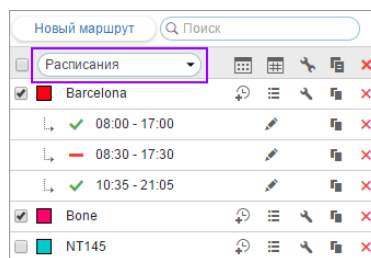 Новый маршрут Поиск
Расписания
Barcelona
08:00 - 17:00
08:30 - 17:30
10:35 - 21:05
Bone
NT145